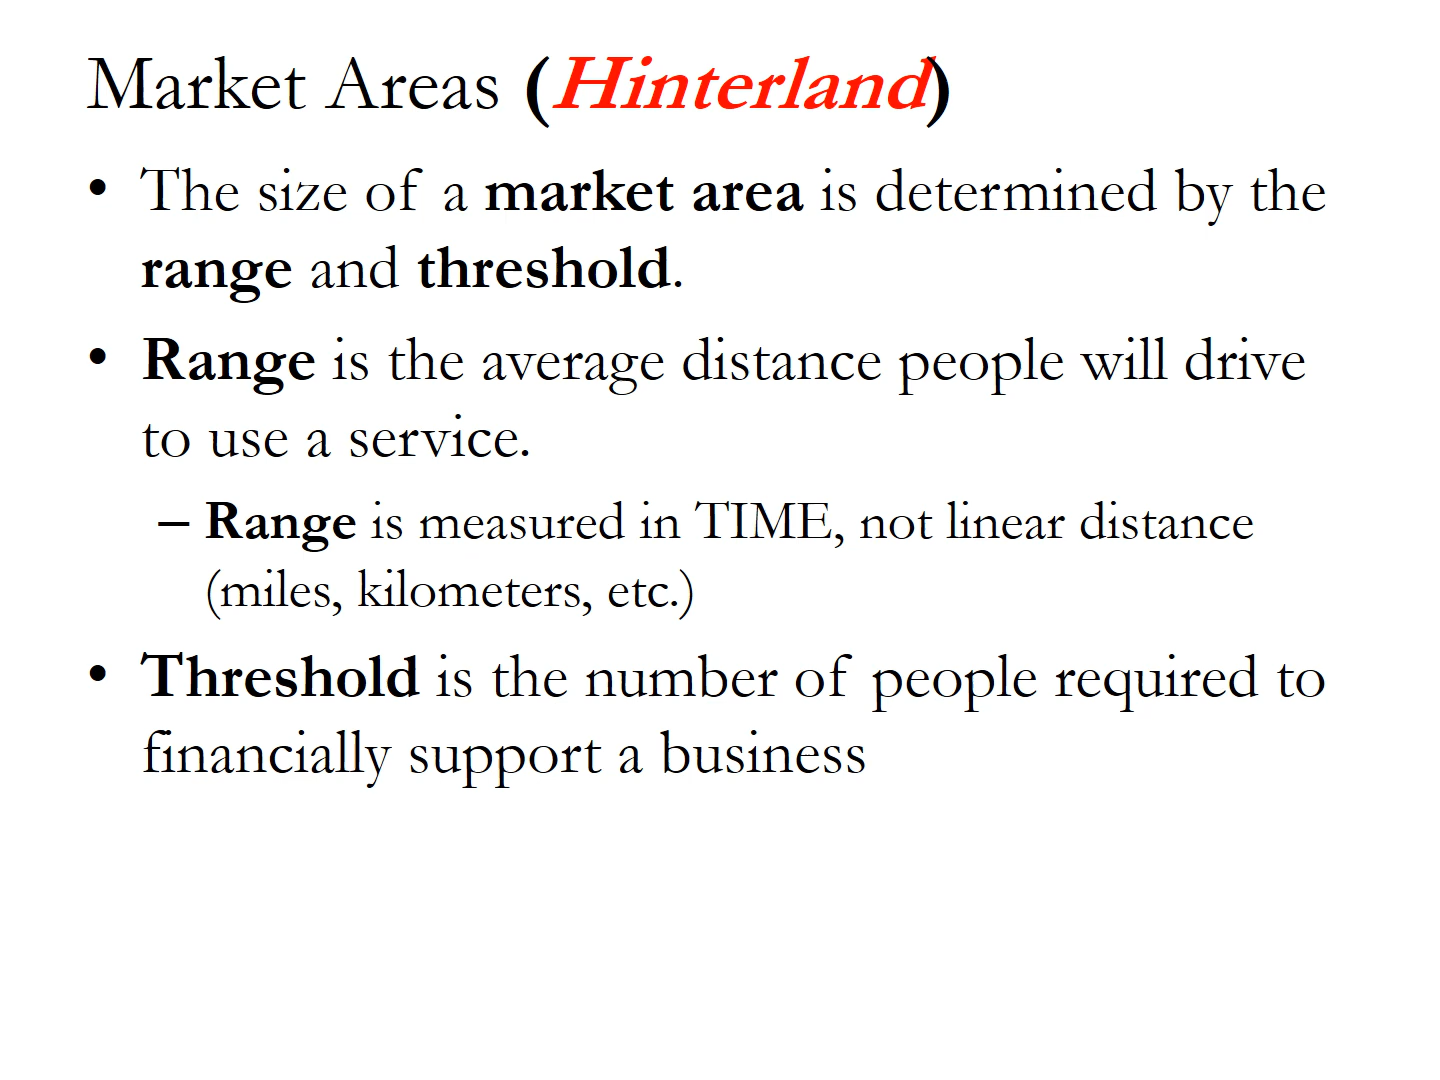 Market Areas (Hinterland)
• The size of a market area is determined by the
range and threshold.
• Range is the average distance people will drive
to use a service.
– Range is measured in TIME, not linear distance
(miles, kilometers, etc.)
• Threshold is the number of people required to
financially support a business